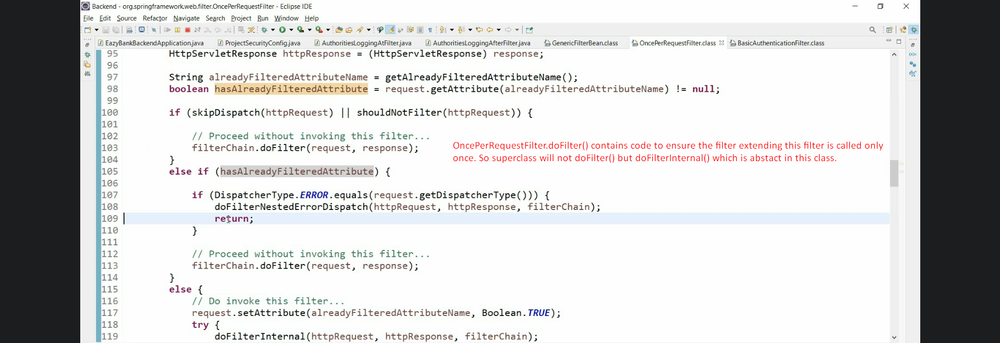 Backend - org.springframework.web.filter.OncePerRequestFilter - Eclipse IDE
File Edit Source Refactor Navigate Search Project Run Window Help
EazyBankBackendApplication.java ProjectSecurityConfig.java AuthoritiesLoggingAtFilter.java AuthoritiesLoggingAfterFilter.java GenericFilterBean.class OncePerRequestFilter.class BasicAuthenticationFilter.class
95 HttpServletResponse httpResponse = (HttpServletResponse) response;
96
97 String alreadyFilteredAttributeName = getAlreadyFilteredAttributeName();
98 boolean hasAlreadyFilteredAttribute = request.getAttribute(alreadyFilteredAttributeName) != null;
99
100 if (skipDispatch(httpRequest) || shouldNotFilter(httpRequest)) {
101
102 // Proceed without invoking this filter...
103 filterChain.doFilter(request, response);
OncePerRequestFilter.doFilter() contains code to ensure the filter extending this filter is called only
once. So superclass will not doFilter() but doFilterInternal() which is abstact in this class.
104 }
105 else if (hasAlreadyFilteredAttribute) {
106
107 if (DispatcherType.ERROR.equals(request.getDispatcherType())) {
108 doFilterNestedErrorDispatch(httpRequest, httpResponse, filterChain);
109 return;
110 }
111
112 // Proceed without invoking this filter...
113 filterChain.doFilter(request, response);
114 }
115 else {
116 // Do invoke this filter...
117 request.setAttribute(alreadyFilteredAttributeName, Boolean.TRUE);
118 try {
119 doFilterInternal(httpRequest, httpResponse, filterChain);